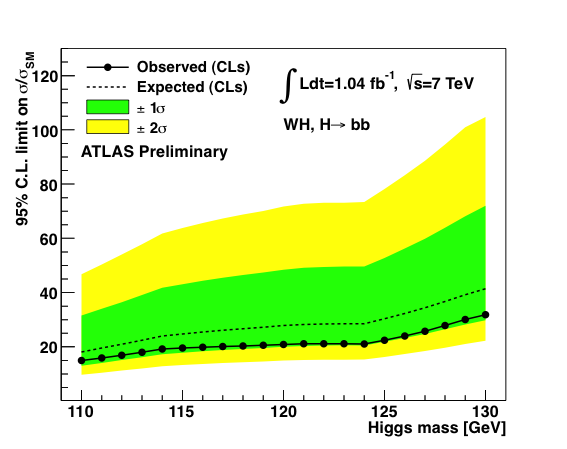 95% C.L. limit on σ/σSM
120
100
80
60
40
20
Observed (CLs)
Expected (CLs)
± 1σ
± 2σ
ATLAS Preliminary
∫ Ldt=1.04 fb⁻¹, √s=7 TeV
WH, H→ bb
110 115 120 125 130
Higgs mass [GeV]